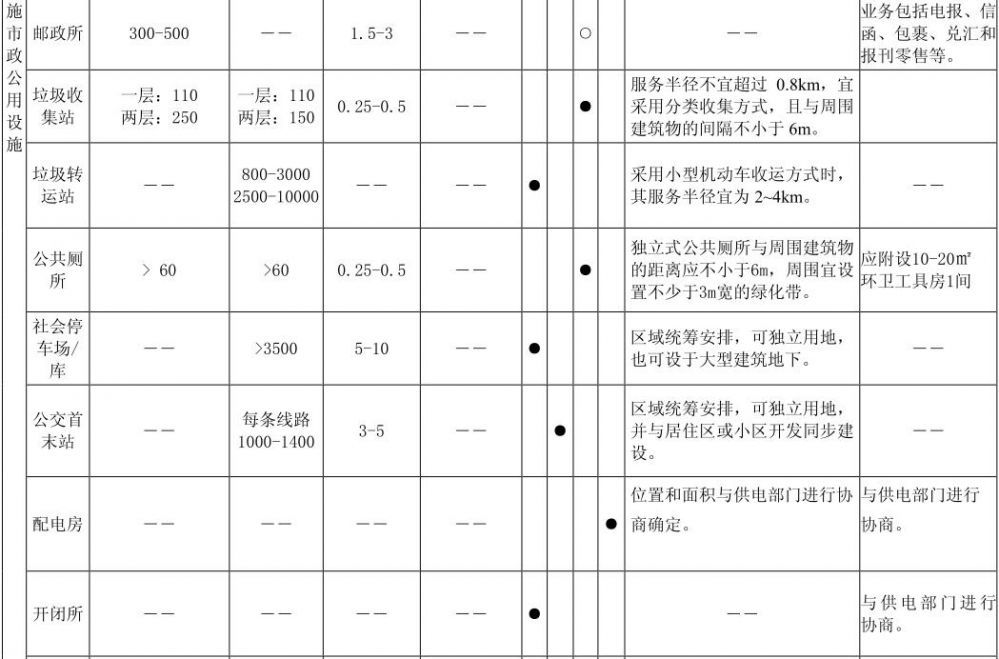 施市政公用设施
邮政所 300-500 —— 1.5-3 ○ —— 业务包括电报、信
函、包裹、兑汇和
报刊零售等。
垃圾收
集站
一层：110
两层：250
一层：110
两层：150
0.25-0.5 —— ●
服务半径不宜超过 0.8km，宜
采用分类收集方式，且与周围
建筑物的间隔不小于 6m。
垃圾转
运站
——
800-3000
2500-10000
—— —— ●
采用小型机动车收运方式时，
其服务半径宜为 2~4km。
——
公共厕
所
> 60 >60 0.25-0.5 —— ●
独立式公共厕所与周围建筑物
的距离应不小于6m，周围宜设
置不少于3m宽的绿化带。
应附设10-20㎡
环卫工具房1间
社会停
车场/
库
—— >3500 5-10 —— ●
区域统筹安排，可独立用地，
也可设于大型建筑地下。
——
公交首
末站
——
每条线路
1000-1400
3-5 —— ●
区域统筹安排，可独立用地，
并与居住区或小区开发同步建
设。
——
配电房 —— —— —— —— ●
位置和面积与供电部门进行协
商确定。
与供电部门进行
协商。
开闭所 —— —— —— —— ● ——
与供电部门进行
协商。